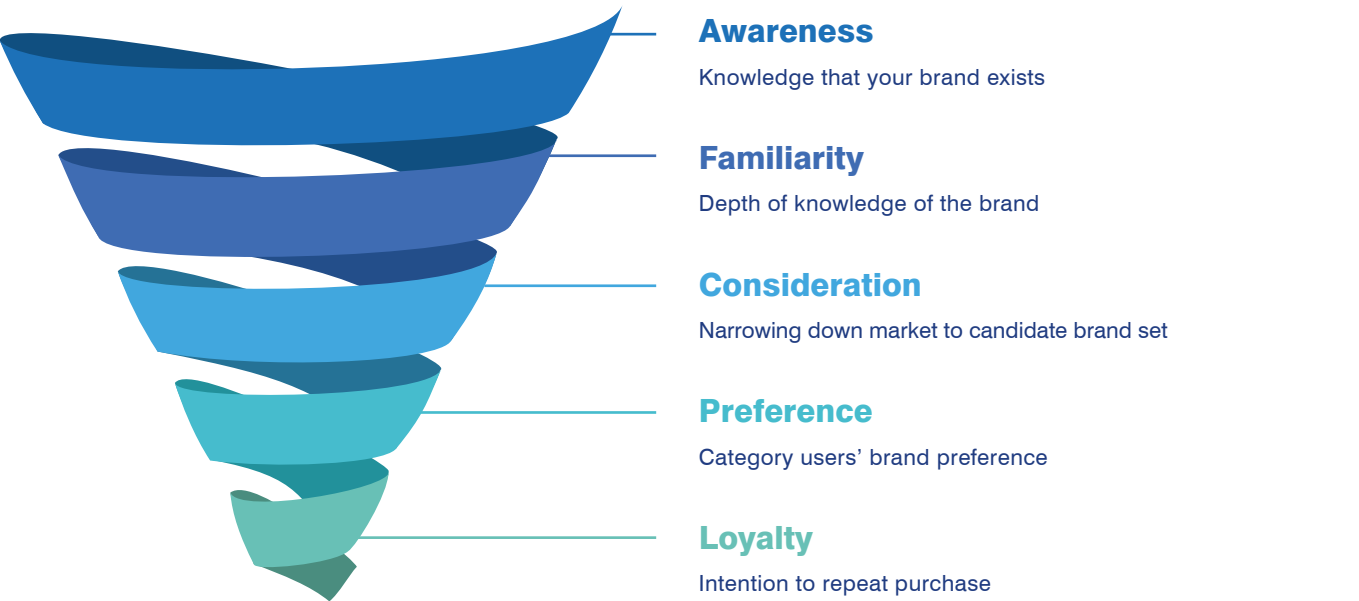 Awareness
Knowledge that your brand exists
Familiarity
Depth of knowledge of the brand
Consideration
Narrowing down market to candidate brand set
Preference
Category users’ brand preference
Loyalty
Intention to repeat purchase